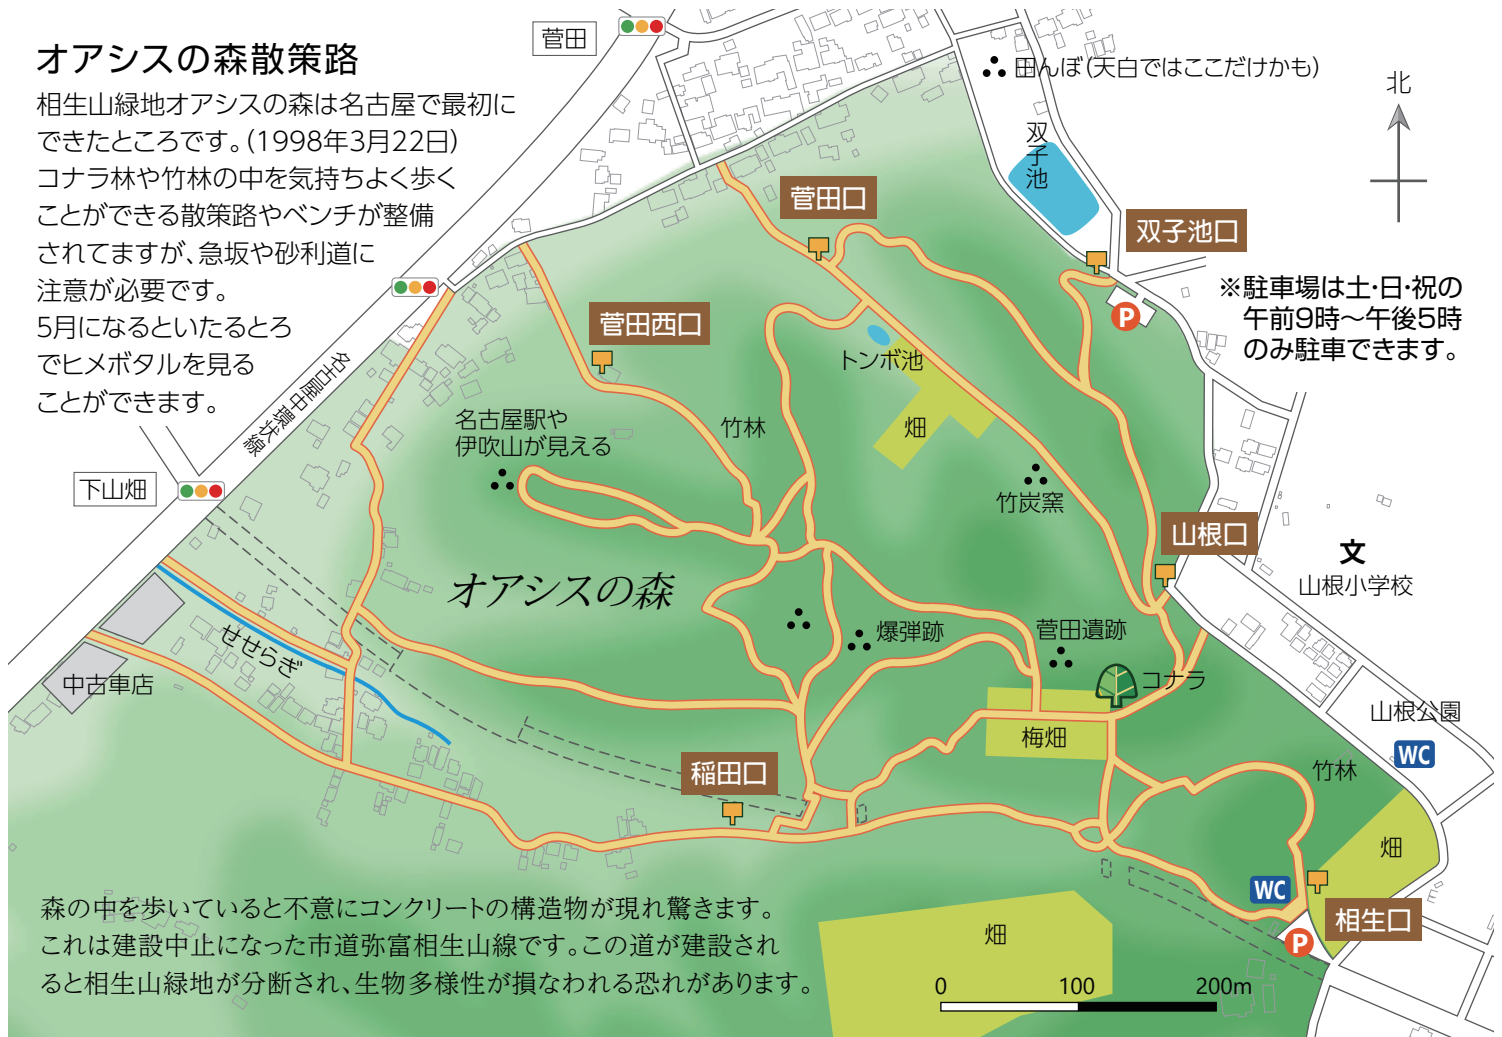 オアシスの森散策路
相生山緑地オアシスの森は名古屋で最初に
できたところです。(1998年3月22日)
コナラ林や竹林の中を気持ちよく歩く
ことができる散策路やベンチが整備
されてますが、急坂や砂利道に
注意が必要です。
5月になるといたるとろ
でヒメボタルを見る
ことができます。
菅田
田んぼ(天白ではここだけかも)
北
双子池
菅田口
双子池口
※駐車場は土・日・祝の
午前9時〜午後5時
のみ駐車できます。
P
菅田西口
トンボ池
名古屋中環状線
名古屋駅や
伊吹山が見える
竹林
畑
下山畑
竹炭窯
山根口
文
山根小学校
オアシスの森
せせらぎ
爆弾跡
菅田遺跡
コナラ
中古車店
山根公園
WC
梅畑
稲田口
竹林
畑
WC
相生口
P
森の中を歩いていると不意にコンクリートの構造物が現れ驚きます。
これは建設中止になった市道弥富相生山線です。この道が建設され
ると相生山緑地が分断され、生物多様性が損なわれる恐れがあります。
畑
0 100 200m